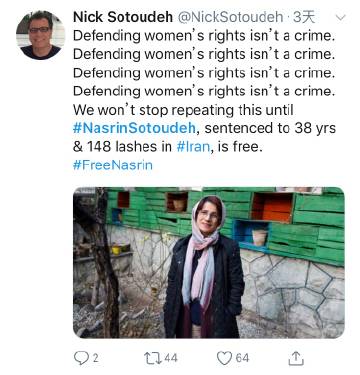 Nick Sotoudeh @NickSotoudeh · 3天
Defending women's rights isn't a crime.
Defending women's rights isn't a crime.
Defending women's rights isn't a crime.
Defending women's rights isn't a crime.
We won't stop repeating this until
#NasrinSotoudeh, sentenced to 38 yrs
& 148 lashes in #Iran, is free.
#FreeNasrin
2 44 64